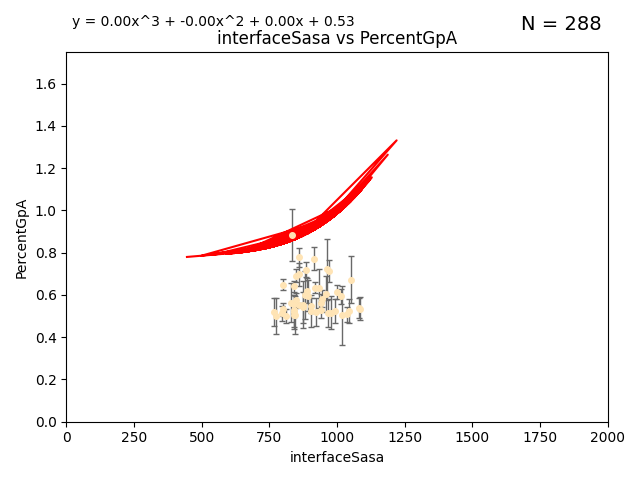 y = 0.00x^3 + -0.00x^2 + 0.00x + 0.53
N = 288
interfaceSasa vs PercentGpA
PercentGpA
1.6
1.4
1.2
1.0
0.8
0.6
0.4
0.2
0.0
0 250 500 750 1000 1250 1500 1750 2000
interfaceSasa